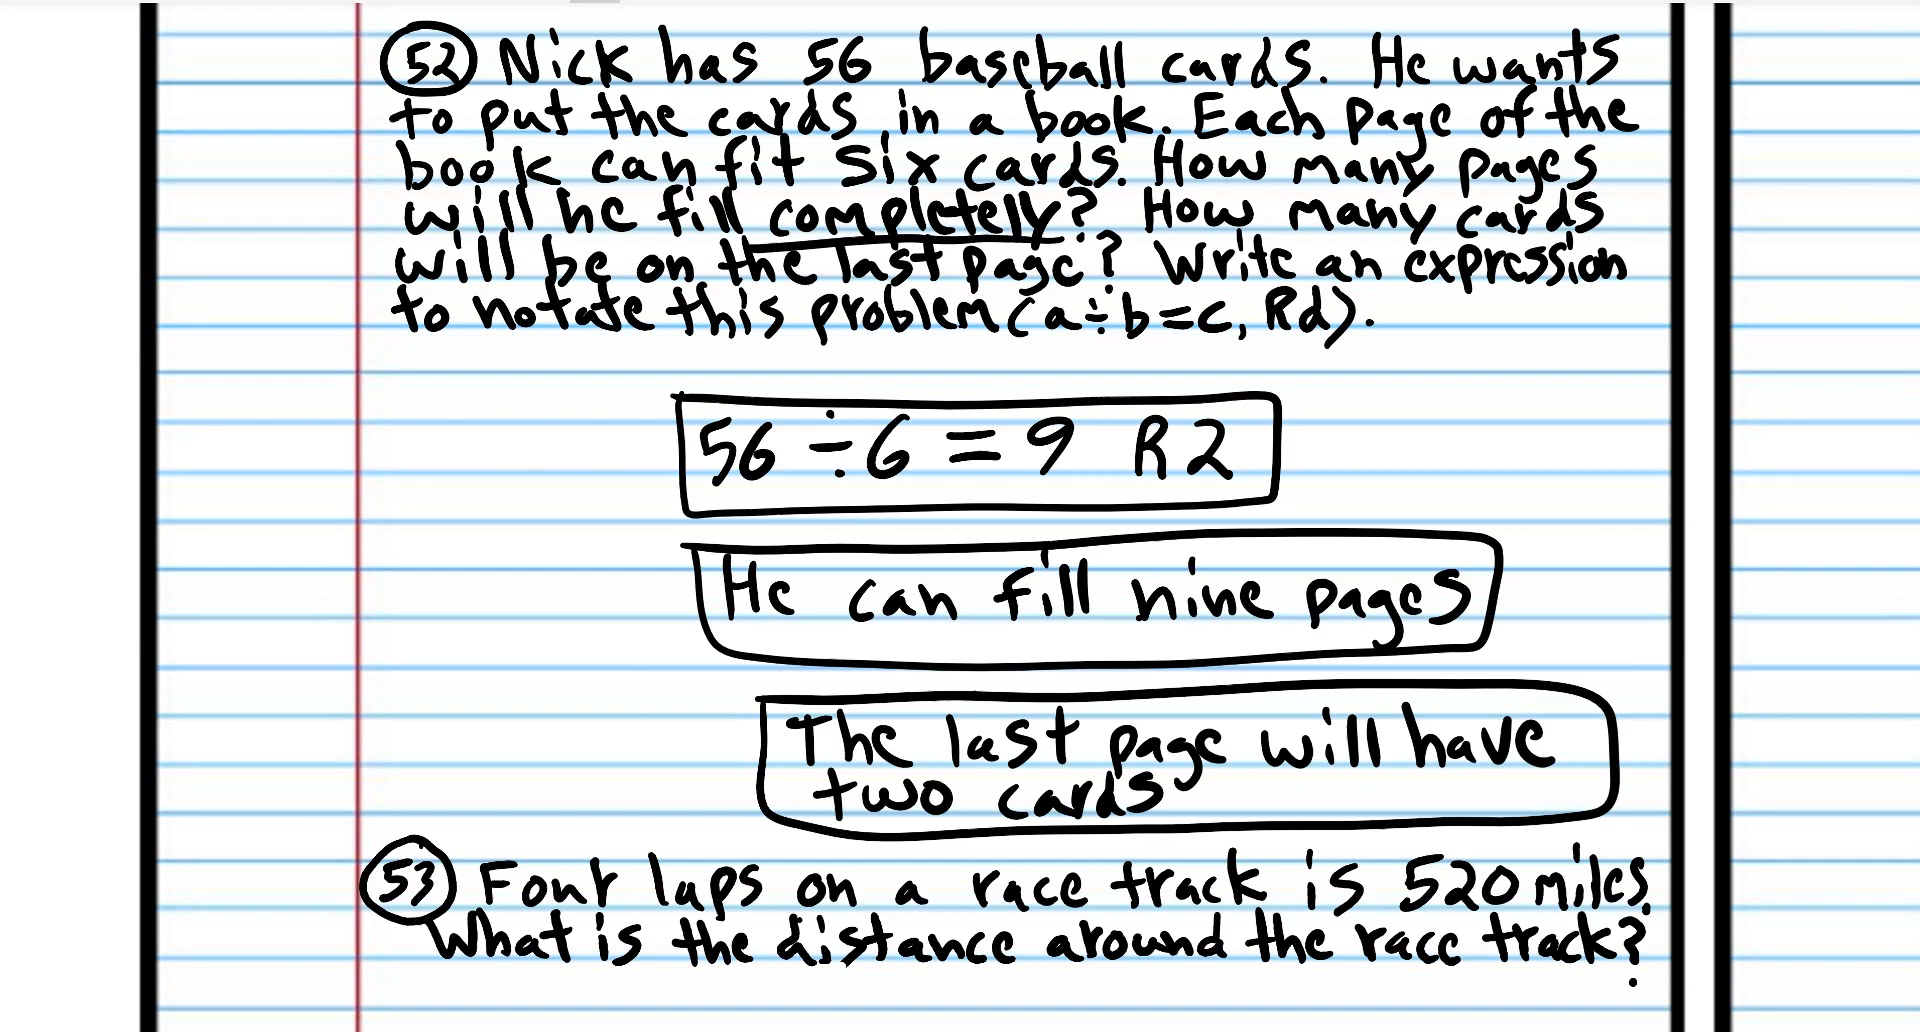 52 Nick has 56 baseball cards. He wants
to put the cards in a book. Each page of the
book can fit six cards. How many pages
will he fill completely? How many cards
will be on the last page? Write an expression
to notate this problem (a÷b=c, Rd).
56 ÷ 6 = 9 R2
He can fill nine pages
The last page will have
two cards
53 Four laps on a race track is 520 miles.
What is the distance around the race track?